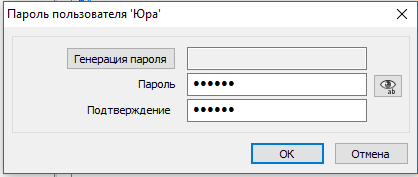 Пароль пользователя 'Юра'
Генерация пароля
Пароль ••••••
ab
Подтверждение ••••••
OK Отмена